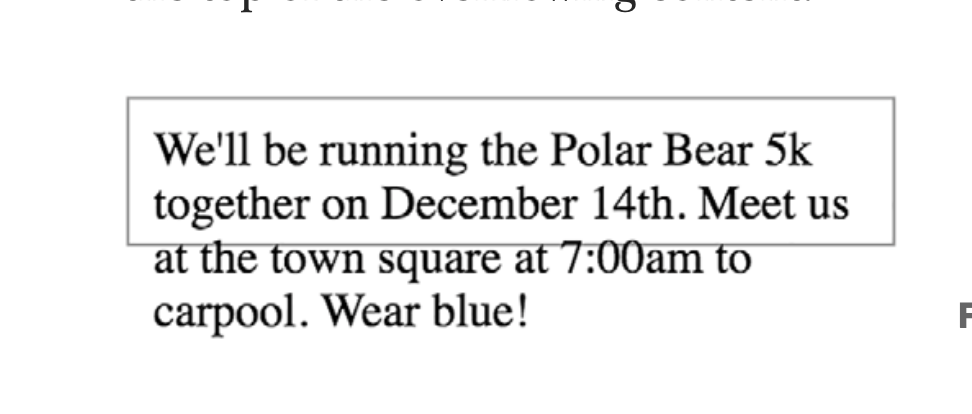 We'll be running the Polar Bear 5k
together on December 14th. Meet us
at the town square at 7:00am to
carpool. Wear blue!
F